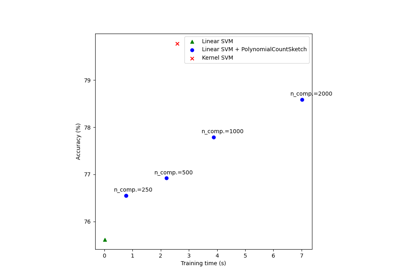 Linear SVM
Linear SVM + PolynomialCountSketch
Kernel SVM
79
n_comp.=2000
78
n_comp.=1000
77
n_comp.=500
n_comp.=250
76
Accuracy (%)
0 1 2 3 4 5 6 7
Training time (s)